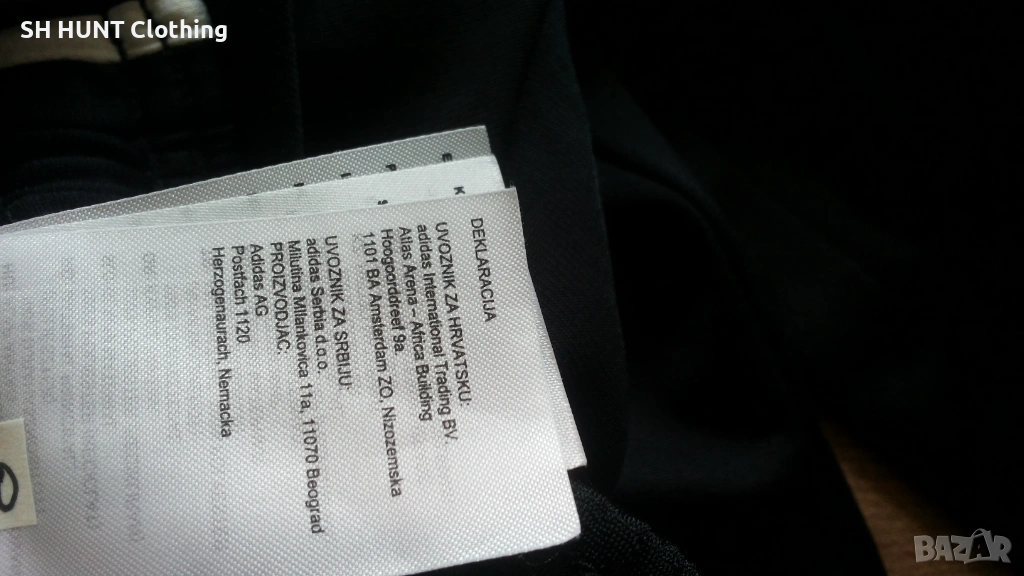 SH HUNT Clothing
E
P
L
K
S
DEKLARACIJA
UVOZNIK ZA HRVATSKU:
adidas International Trading BV.
Atlas Arena – Africa Building
Hoogoorddreef 9a
1101 BA Amsterdam ZO, Nizozemska
UVOZNIK ZA SRBIJU:
adidas Serbia d.o.o.
Milutina Milankovica 11a, 11070 Beograd
PROIZVODJAC:
Adidas AG
Postfach 1120
Herzogenaurach, Nemacka
BAZAR